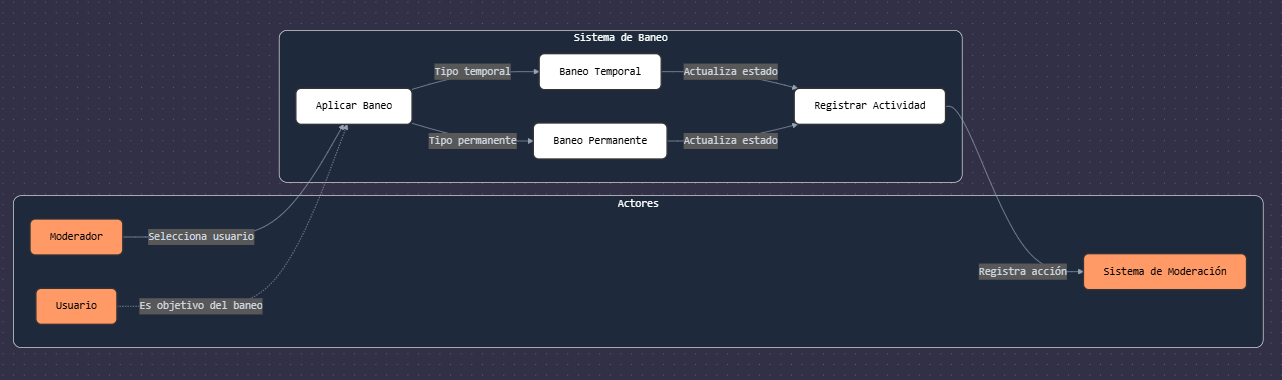 Sistema de Baneo
Tipo temporal
Baneo Temporal
Actualiza estado
Aplicar Baneo
Registrar Actividad
Tipo permanente
Baneo Permanente
Actualiza estado
Actores
Moderador
Selecciona usuario
Registra acción
Sistema de Moderación
Usuario
Es objetivo del baneo